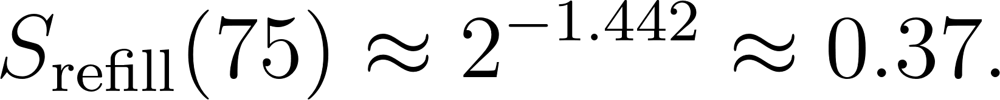 S_refill(75) ≈ 2^{-1.442} ≈ 0.37.